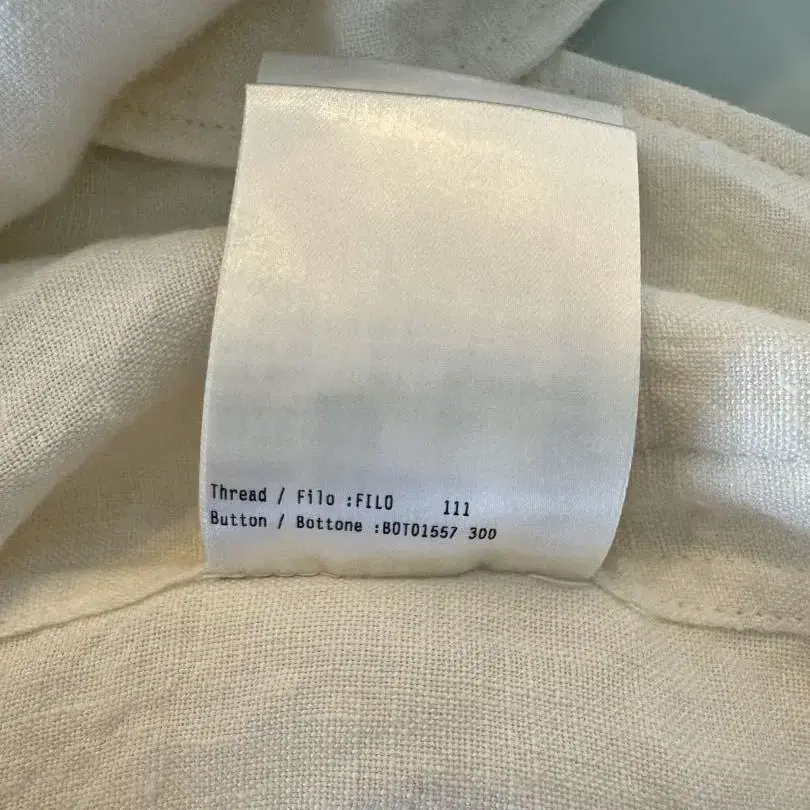 Thread / Filo :FILO 111
Button / Bottone :BOT01557 300